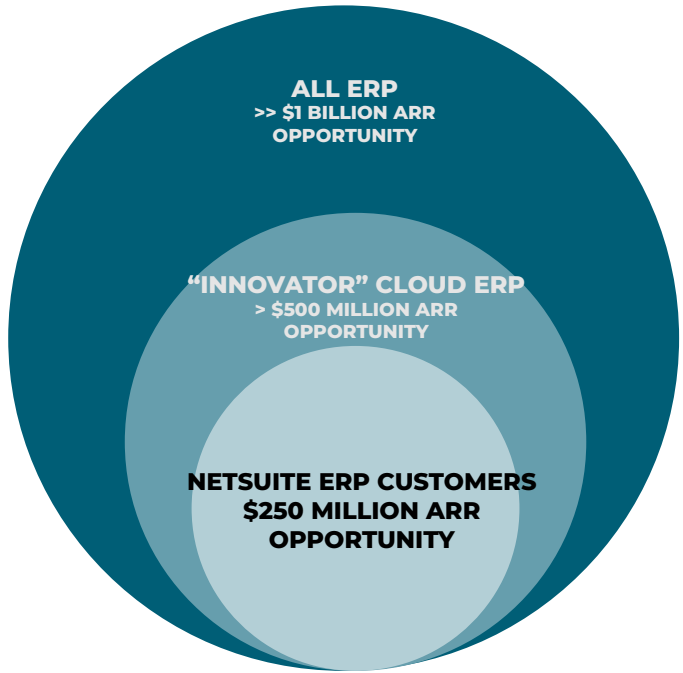 ALL ERP
>> $1 BILLION ARR
OPPORTUNITY
“INNOVATOR” CLOUD ERP
> $500 MILLION ARR
OPPORTUNITY
NETSUITE ERP CUSTOMERS
$250 MILLION ARR
OPPORTUNITY